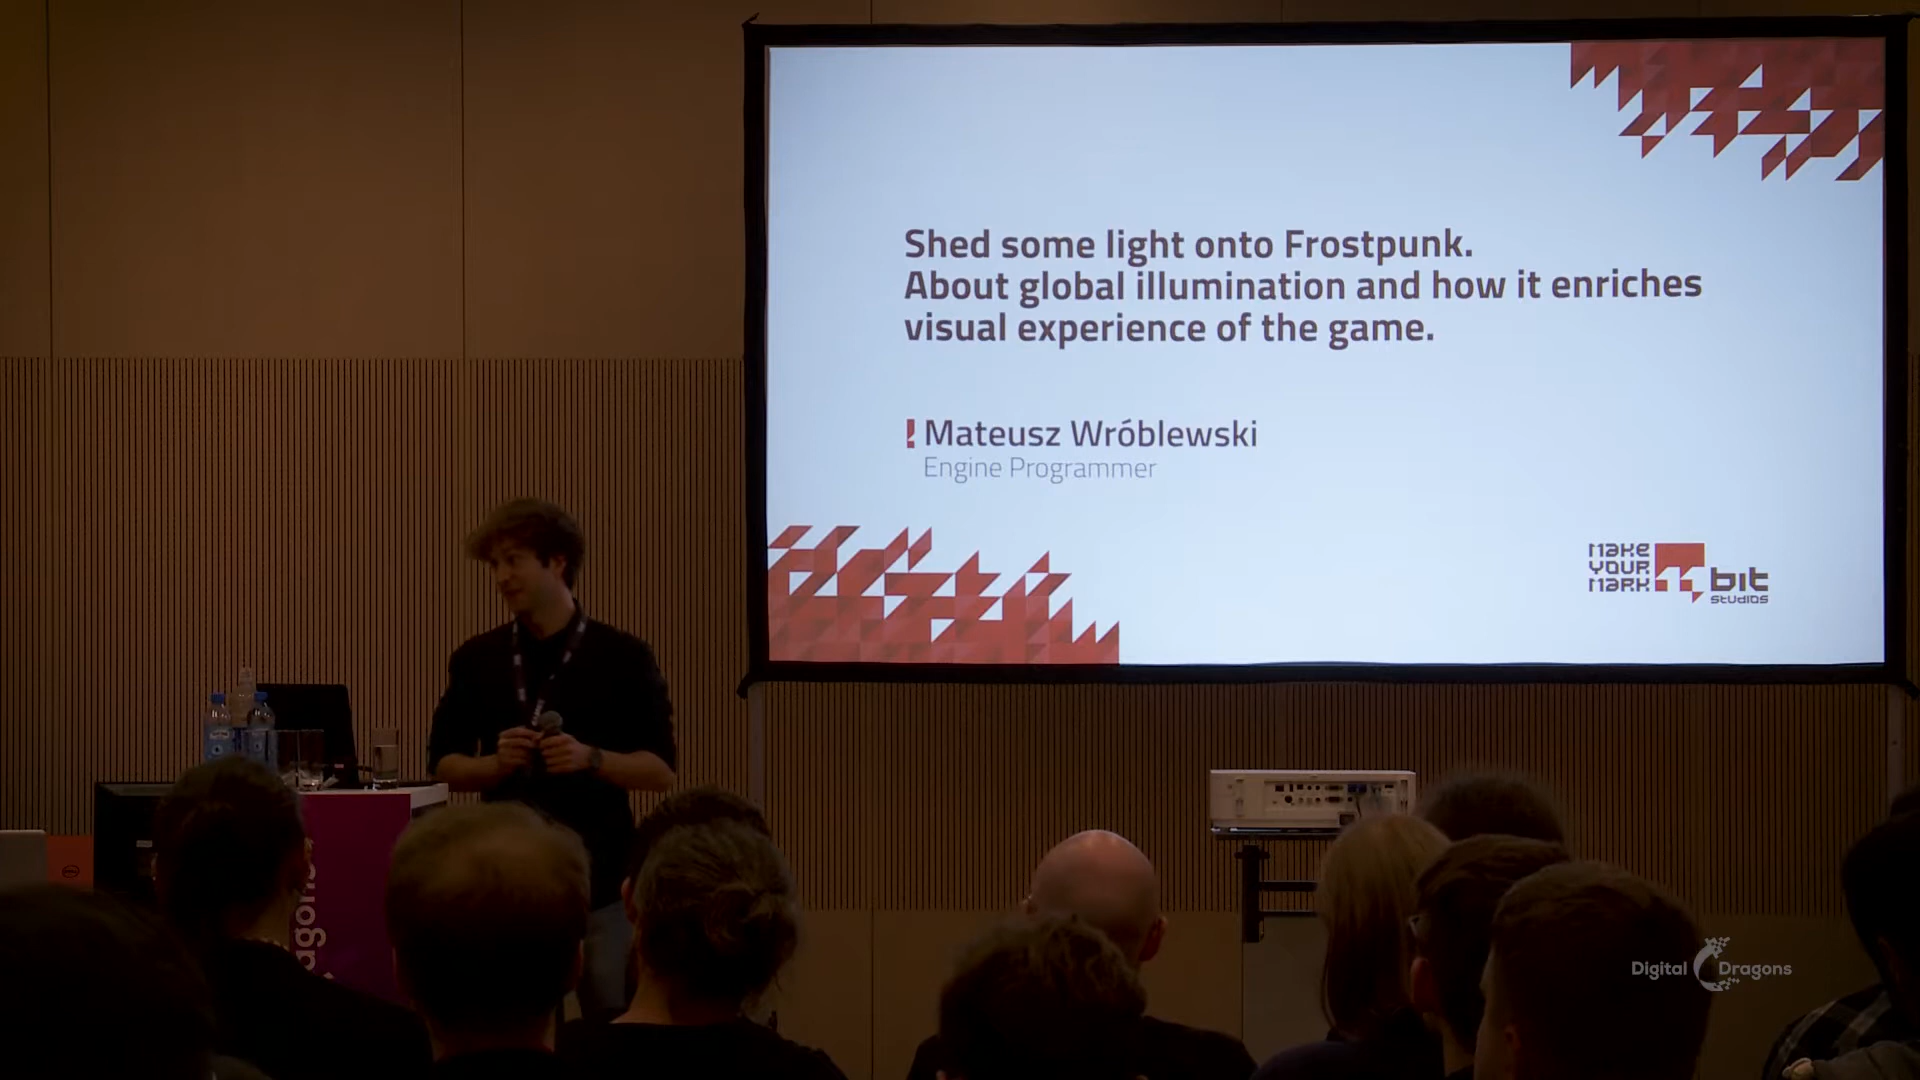 Shed some light onto Frostpunk.
About global illumination and how it enriches
visual experience of the game.
! Mateusz Wróblewski
Engine Programmer
MAKE
YOUR
MARK
bit
STUDIOS
agons
Digital Dragons